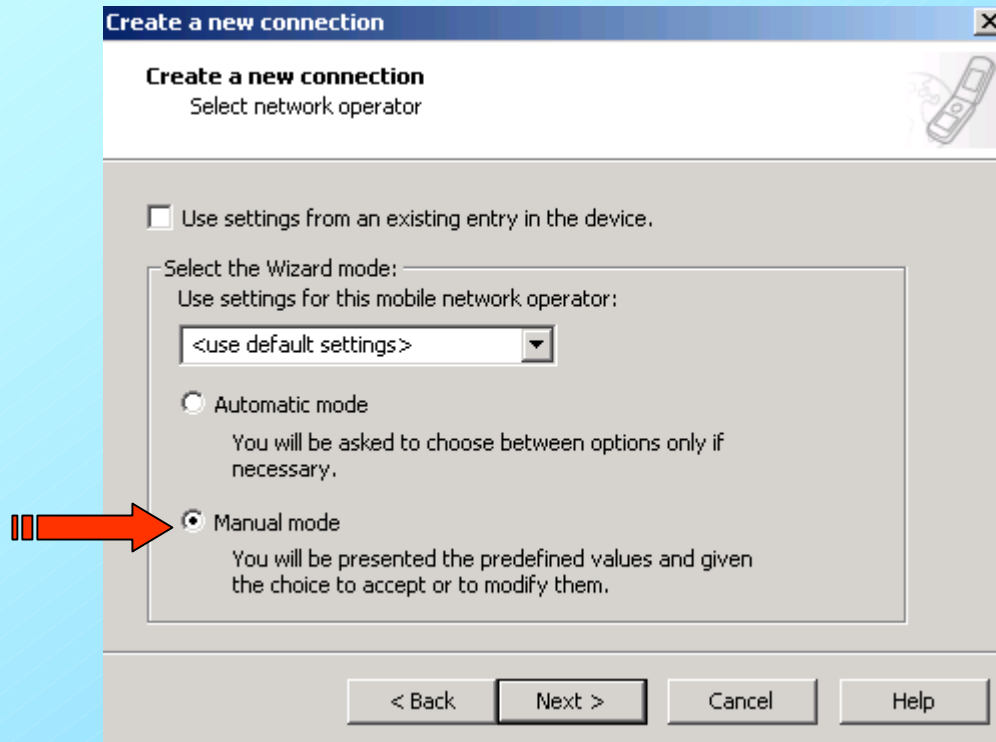 Create a new connection
Create a new connection
Select network operator
Use settings from an existing entry in the device.
Select the Wizard mode:
Use settings for this mobile network operator:
<use default settings>
Automatic mode
You will be asked to choose between options only if
necessary.
Manual mode
You will be presented the predefined values and given
the choice to accept or to modify them.
< Back
Next >
Cancel
Help